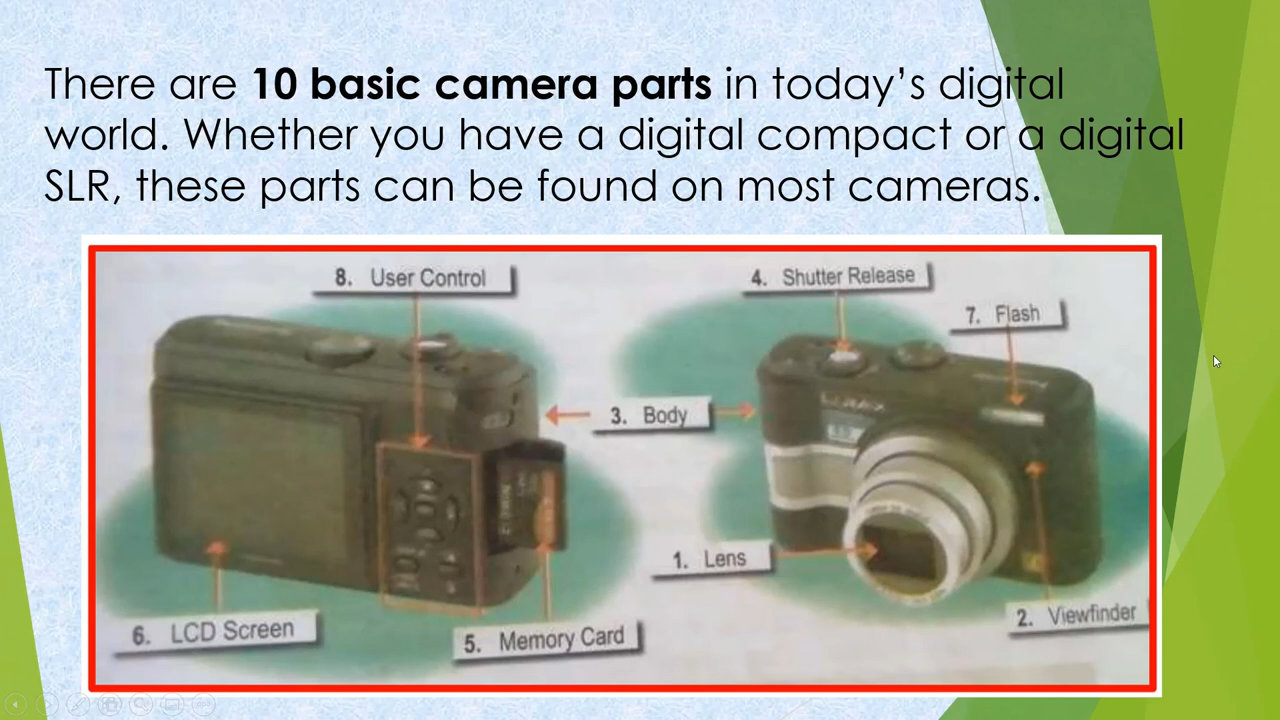 There are 10 basic camera parts in today's digital
world. Whether you have a digital compact or a digital
SLR, these parts can be found on most cameras.
8. User Control
4. Shutter Release
7. Flash
3. Body
1. Lens
2. Viewfinder
6. LCD Screen
5. Memory Card